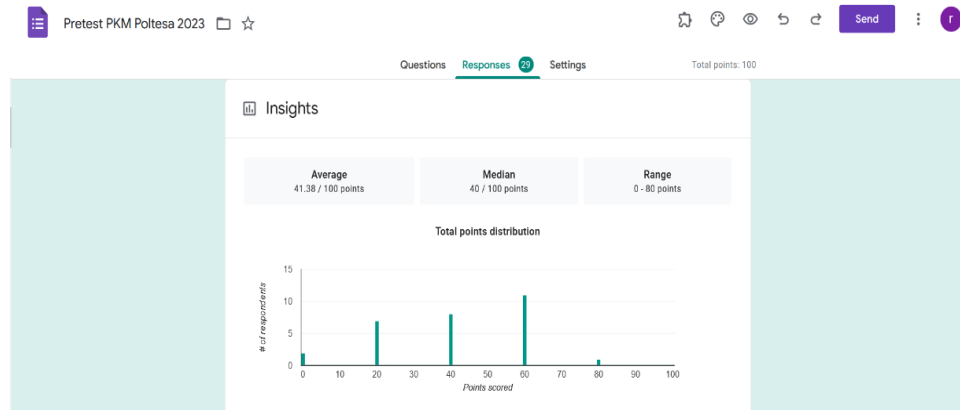 Pretest PKM Poltesa 2023
Send
r
Questions Responses 29 Settings
Total points: 100
Insights
Average
41.38 / 100 points
Median
40 / 100 points
Range
0 - 80 points
Total points distribution
# of respondents
15
10
5
0
0 10 20 30 40 50 60 70 80 90 100
Points scored